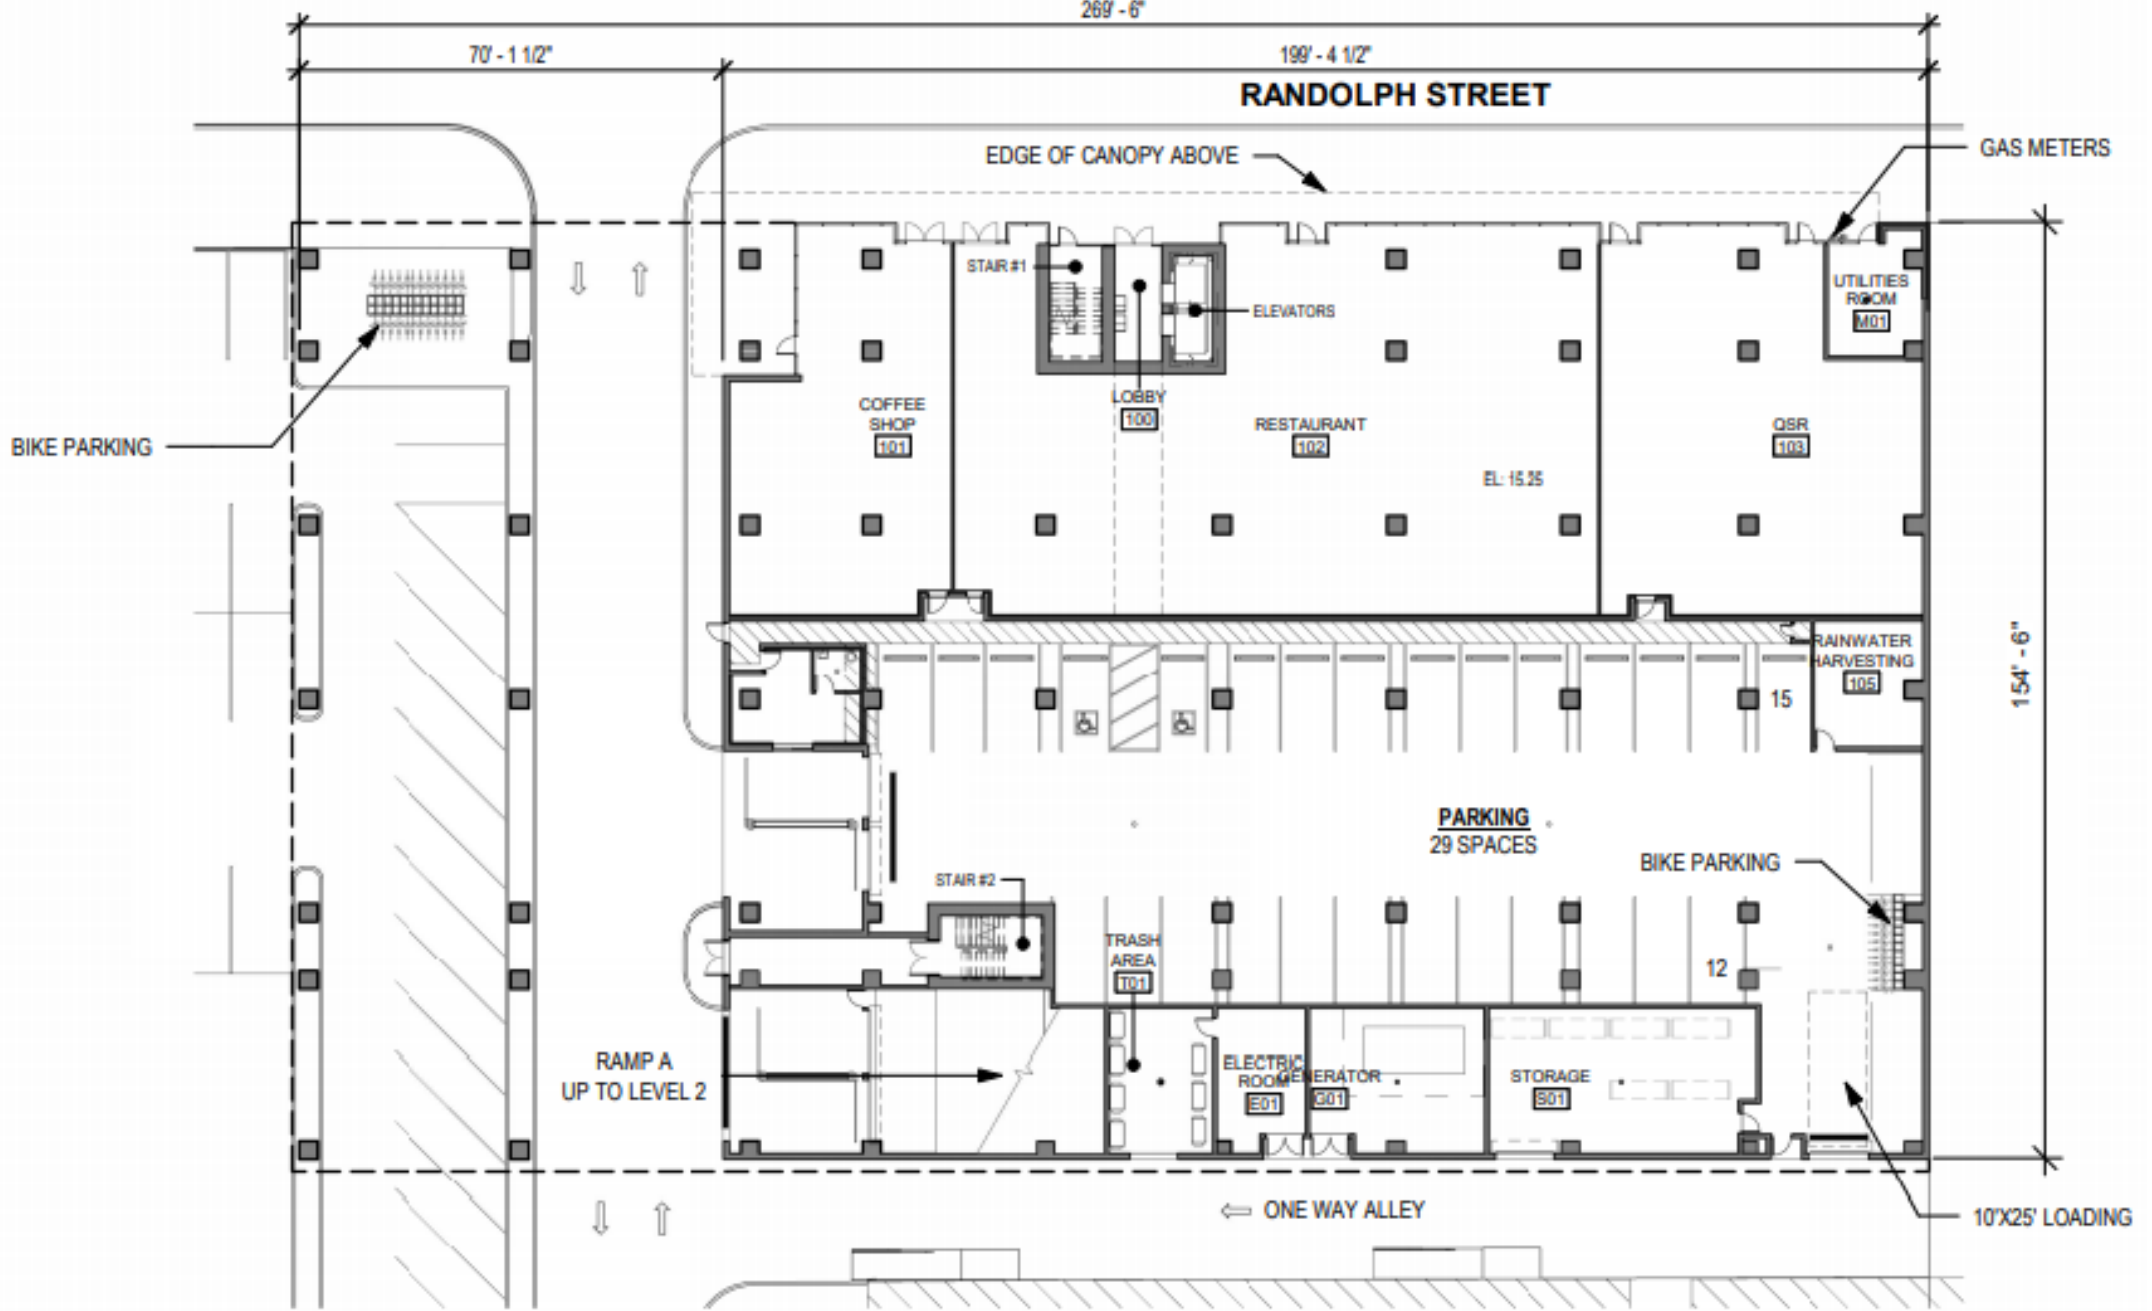 269' - 6"
70' - 1 1/2"
199' - 4 1/2"
RANDOLPH STREET
EDGE OF CANOPY ABOVE
GAS METERS
STAIR #1
ELEVATORS
UTILITIES
ROOM
M01
BIKE PARKING
COFFEE
SHOP
101
LOBBY
100
RESTAURANT
102
QSR
103
EL: 15.25
RAINWATER
HARVESTING
105
154' - 6"
15
PARKING
29 SPACES
BIKE PARKING
STAIR #2
TRASH
AREA
T01
12
RAMP A
UP TO LEVEL 2
ELECTRIC
ROOM
E01
GENERATOR
G01
STORAGE
S01
ONE WAY ALLEY
10'X25' LOADING